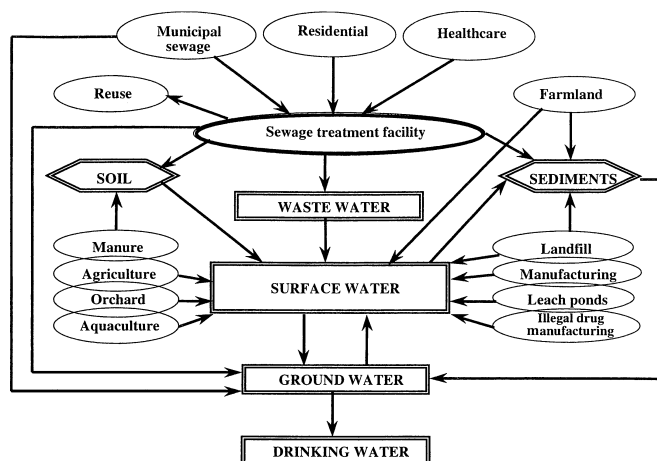 Municipal
sewage
Residential
Healthcare
Reuse
Farmland
Sewage treatment facility
SOIL
SEDIMENTS
WASTE WATER
Manure
Landfill
Agriculture
Manufacturing
SURFACE WATER
Orchard
Leach ponds
Aquaculture
Illegal drug
manufacturing
GROUND WATER
DRINKING WATER